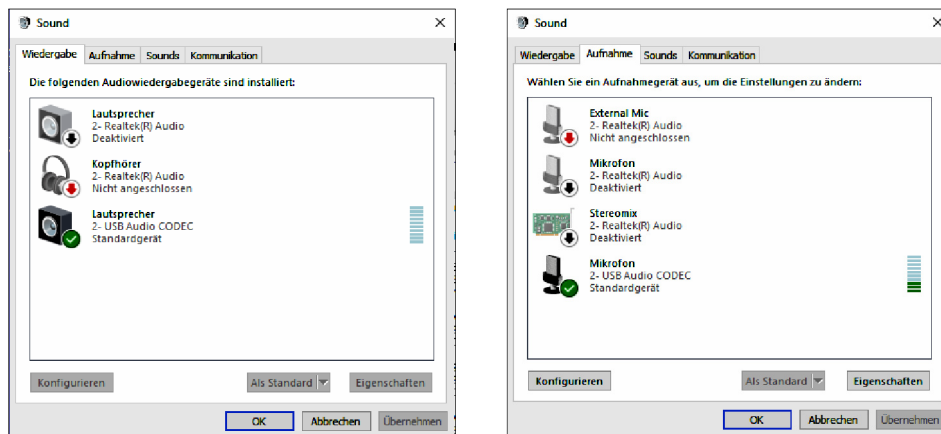 Sound
Wiedergabe Aufnahme Sounds Kommunikation
Die folgenden Audiowiedergabegeräte sind installiert:
Lautsprecher
2- Realtek(R) Audio
Deaktiviert
Kopfhörer
2- Realtek(R) Audio
Nicht angeschlossen
Lautsprecher
2- USB Audio CODEC
Standardgerät
Konfigurieren Als Standard Eigenschaften
OK Abbrechen Übernehmen
Sound
Wiedergabe Aufnahme Sounds Kommunikation
Wählen Sie ein Aufnahmegerät aus, um die Einstellungen zu ändern:
External Mic
2- Realtek(R) Audio
Nicht angeschlossen
Mikrofon
2- Realtek(R) Audio
Deaktiviert
Stereomix
2- Realtek(R) Audio
Deaktiviert
Mikrofon
2- USB Audio CODEC
Standardgerät
Konfigurieren Als Standard Eigenschaften
OK Abbrechen Übernehmen